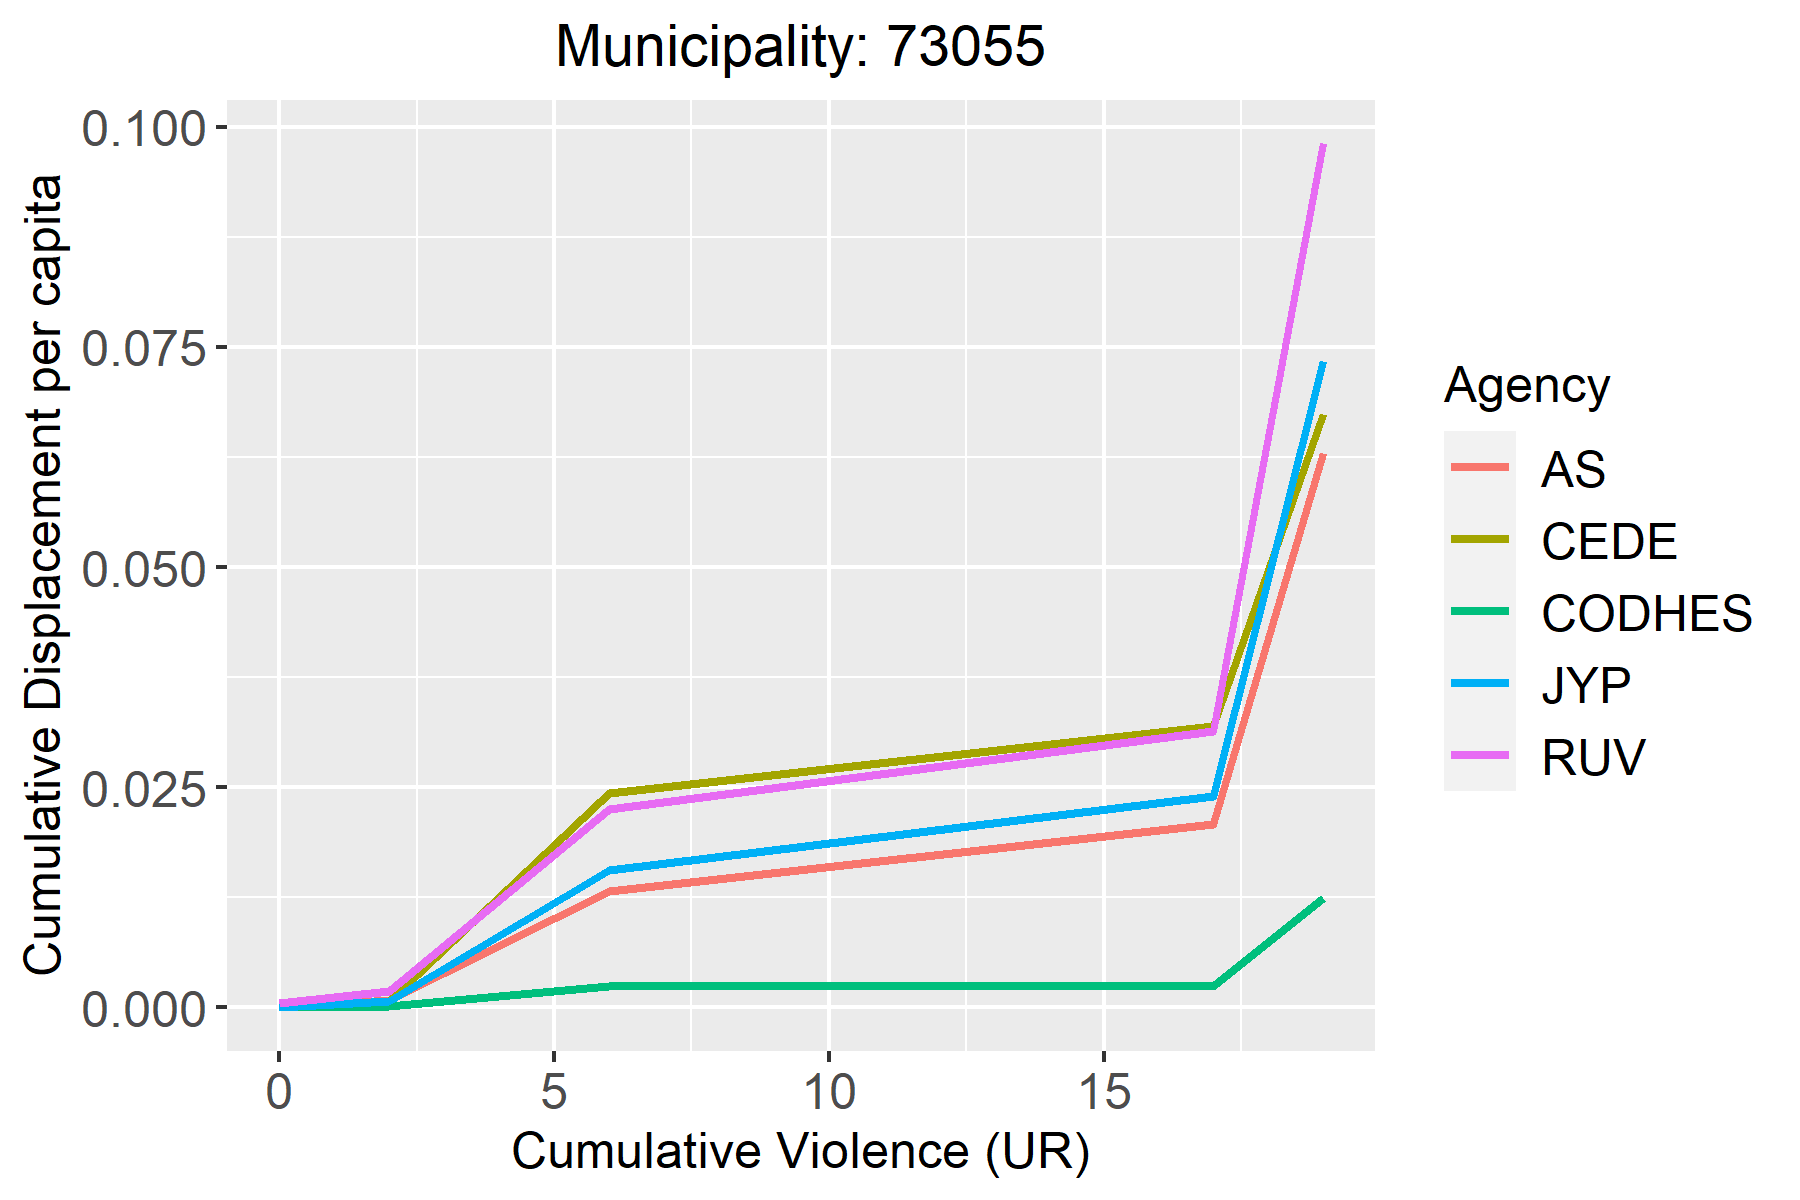 Municipality: 73055
Cumulative Displacement per capita
0.100
0.075
0.050
0.025
0.000
0
5
10
15
Cumulative Violence (UR)
Agency
AS
CEDE
CODHES
JYP
RUV